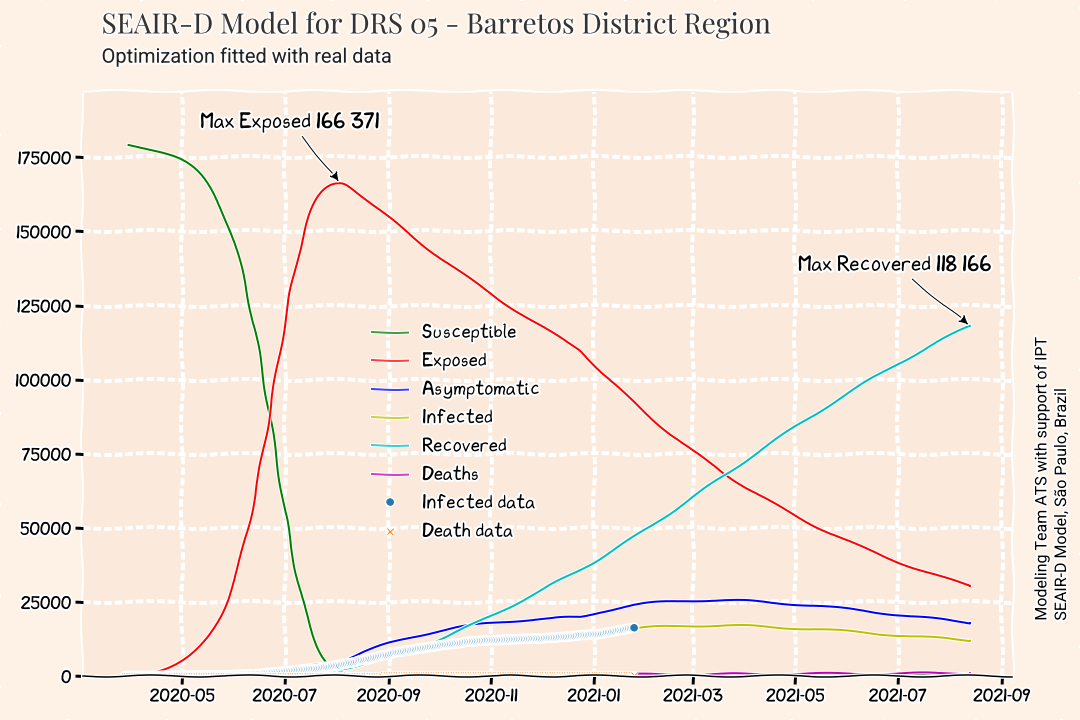 SEAIR-D Model for DRS 05 - Barretos District Region
Optimization fitted with real data
Max Exposed 166 371
Max Recovered 118 166
175000
150000
125000
100000
75000
50000
25000
0
Susceptible
Exposed
Asymptomatic
Infected
Recovered
Deaths
Infected data
Death data
2020-05
2020-07
2020-09
2020-11
2021-01
2021-03
2021-05
2021-07
2021-09
Modeling Team ATS with support of IPT
SEAIR-D Model, São Paulo, Brazil